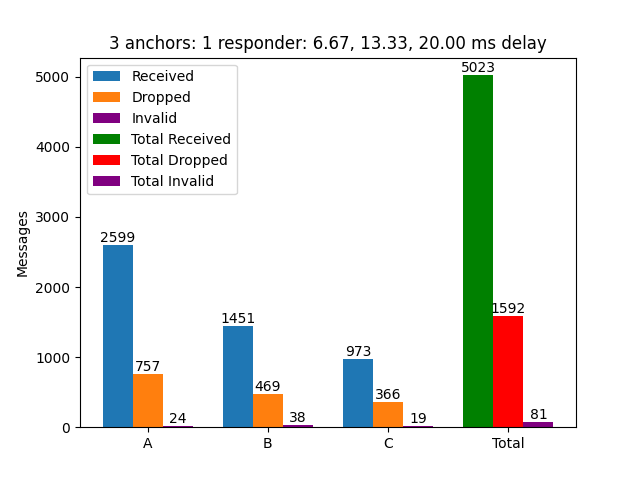 3 anchors: 1 responder: 6.67, 13.33, 20.00 ms delay
Received
Dropped
Invalid
Total Received
Total Dropped
Total Invalid
Messages
5000
4000
3000
2000
1000
0
2599
757
24
1451
469
38
973
366
19
5023
1592
81
A
B
C
Total